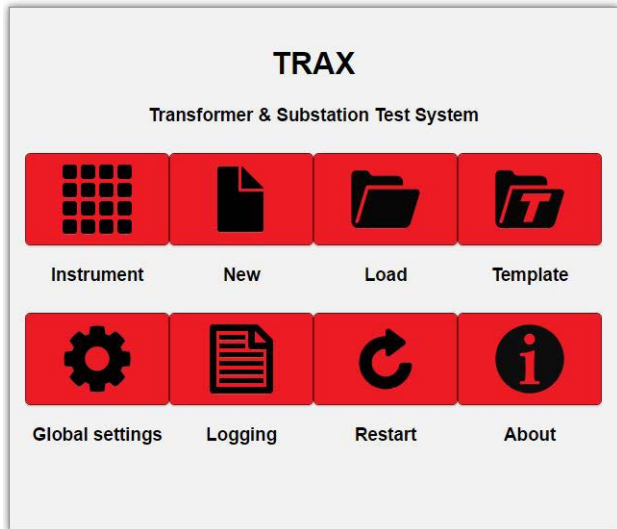 TRAX
Transformer & Substation Test System
Instrument New Load Template
Global settings Logging Restart About